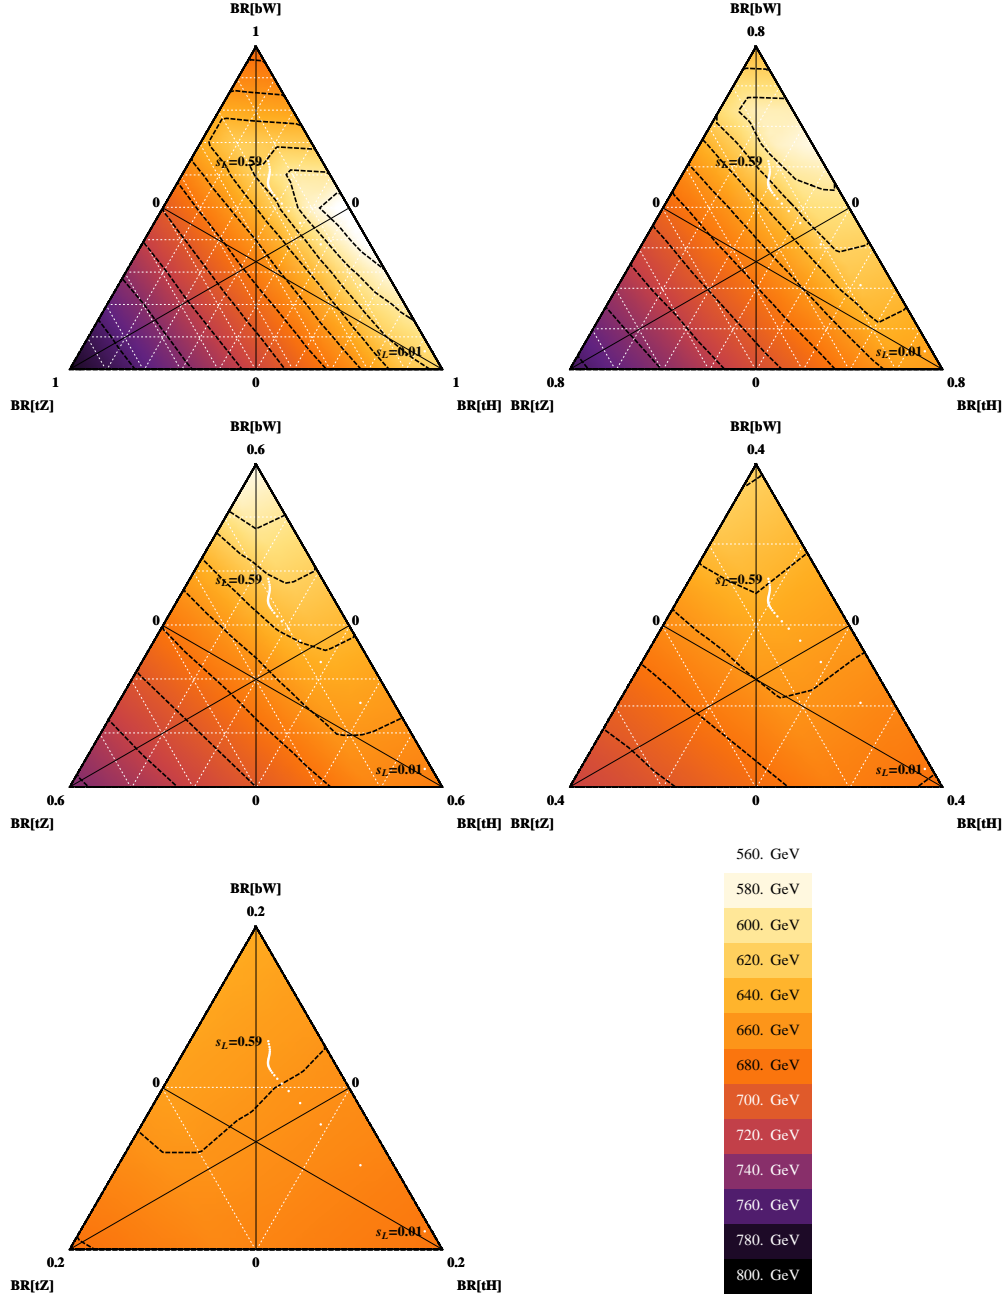 BR[bW]
1
s_L=0.59
0 0
s_L=0.01
1 0 1
BR[tZ] BR[tH]
BR[bW]
0.8
s_L=0.59
0 0
s_L=0.01
0.8 0 0.8
BR[tZ] BR[tH]
BR[bW]
0.6
s_L=0.59
0 0
s_L=0.01
0.6 0 0.6
BR[tZ] BR[tH]
BR[bW]
0.4
s_L=0.59
0 0
s_L=0.01
0.4 0 0.4
BR[tZ] BR[tH]
BR[bW]
0.2
s_L=0.59
0 0
s_L=0.01
0.2 0 0.2
BR[tZ] BR[tH]
560. GeV
580. GeV
600. GeV
620. GeV
640. GeV
660. GeV
680. GeV
700. GeV
720. GeV
740. GeV
760. GeV
780. GeV
800. GeV